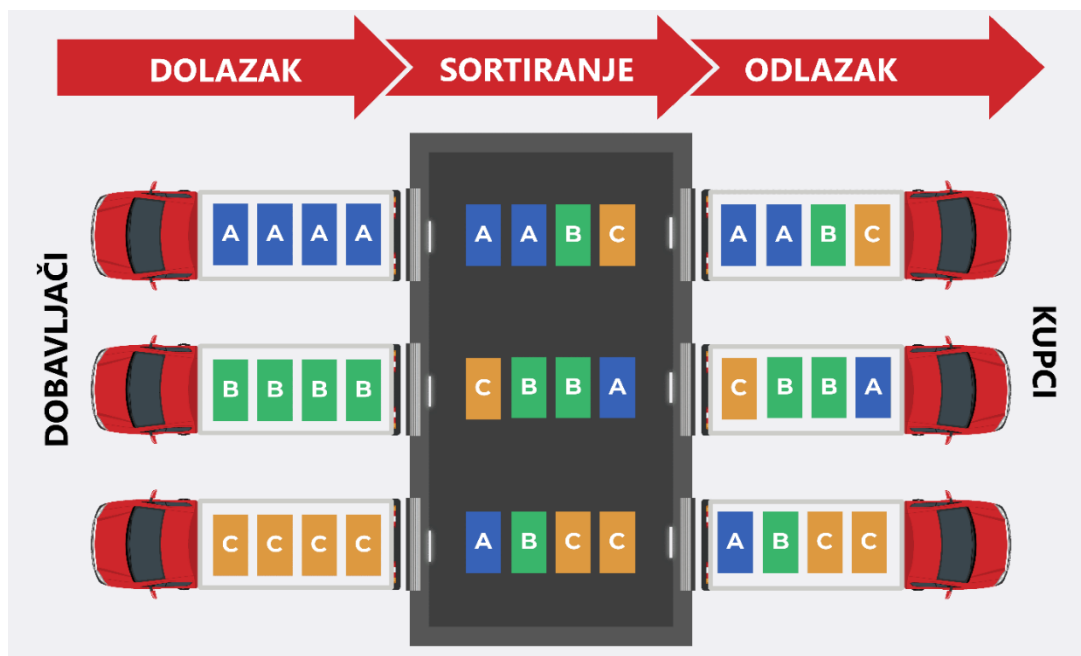 DOLAZAK SORTIRANJE ODLAZAK
DOBAVLJAČI
KUPCI
A A A A A A B C A A B C
B B B B C B B A C B B A
C C C C A B C C A B C C